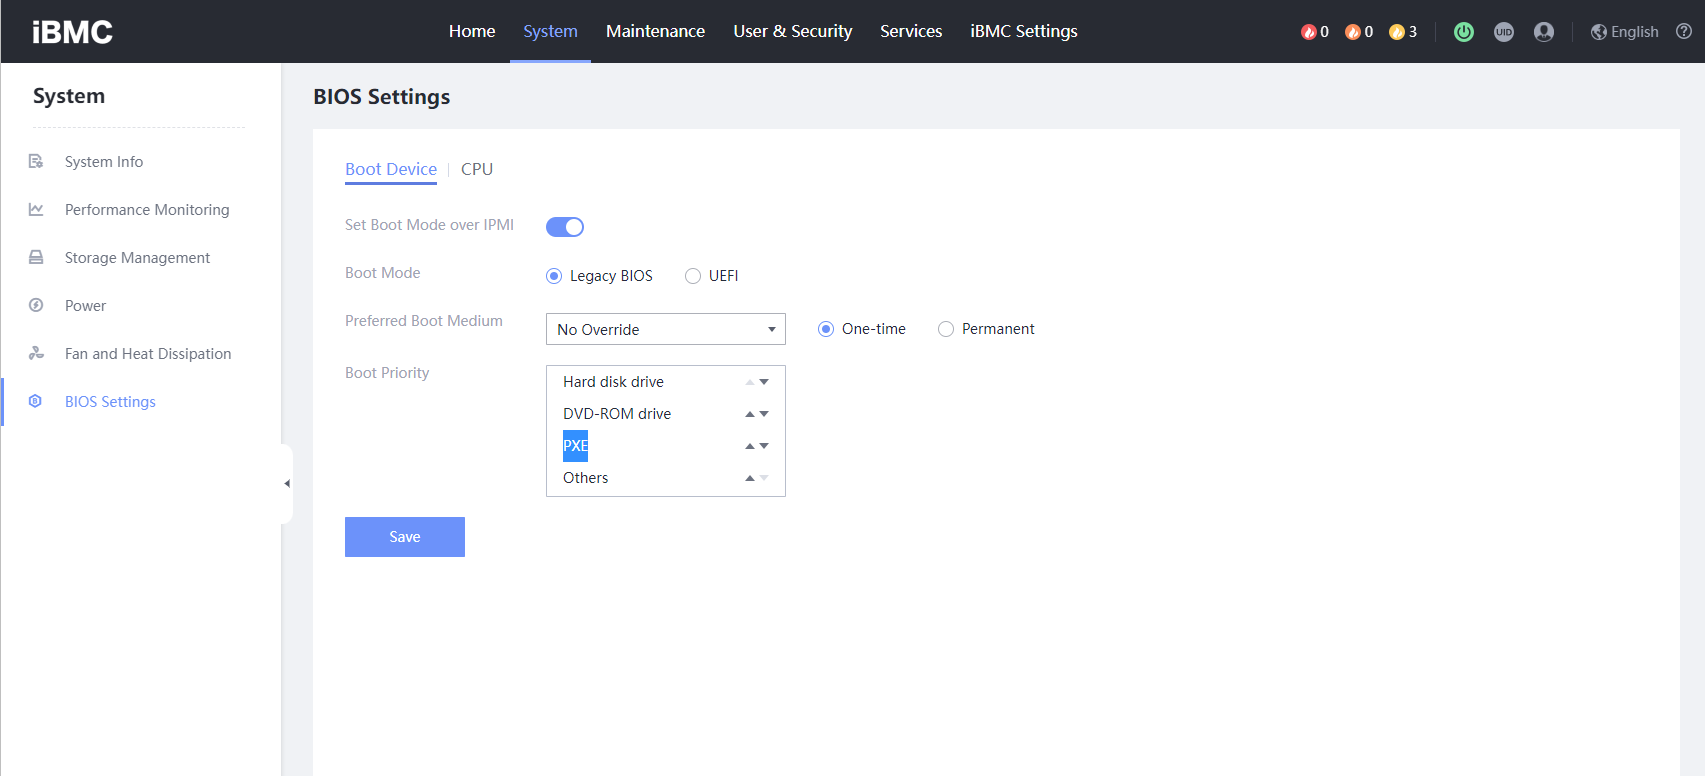 iBMC
Home System Maintenance User & Security Services iBMC Settings
0 0 3 UID English ?
System
System Info
Performance Monitoring
Storage Management
Power
Fan and Heat Dissipation
BIOS Settings
BIOS Settings
Boot Device | CPU
Set Boot Mode over IPMI
Boot Mode Legacy BIOS UEFI
Preferred Boot Medium No Override One-time Permanent
Boot Priority Hard disk drive
DVD-ROM drive
PXE
Others
Save